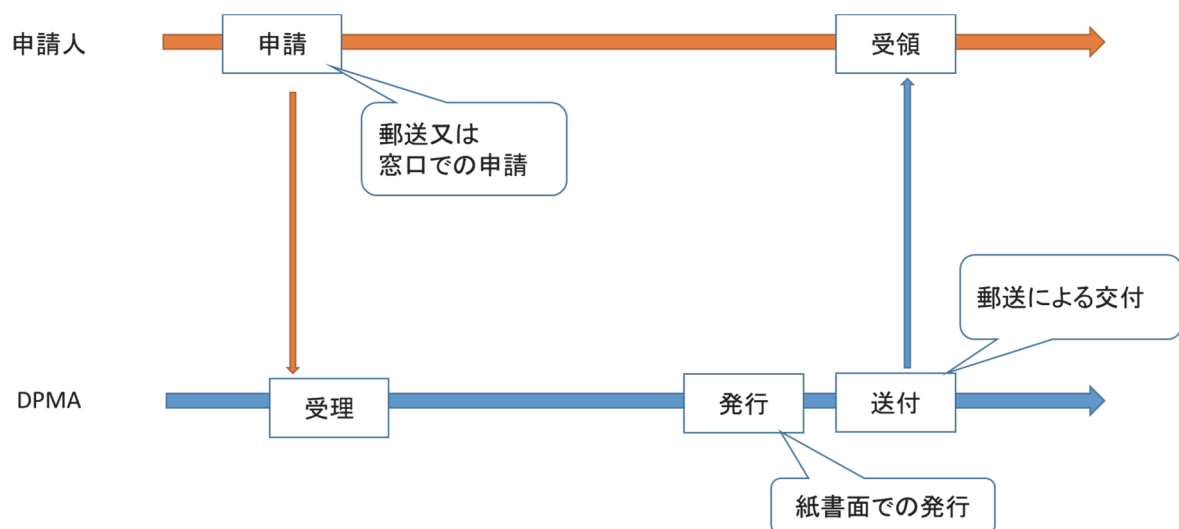 申請人
申請
受領
郵送又は
窓口での申請
郵送による交付
DPMA
受理
発行
送付
紙書面での発行